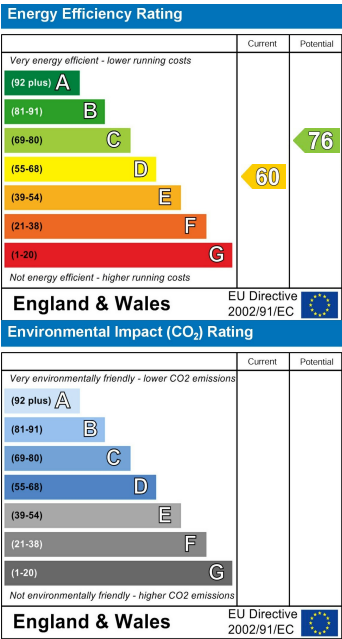 Energy Efficiency Rating
Current Potential
Very energy efficient - lower running costs
(92 plus) A
(81-91) B
(69-80) C
76
(55-68) D
60
(39-54) E
(21-38) F
(1-20) G
Not energy efficient - higher running costs
England & Wales
EU Directive
2002/91/EC
Environmental Impact (CO₂) Rating
Current Potential
Very environmentally friendly - lower CO2 emissions
(92 plus) A
(81-91) B
(69-80) C
(55-68) D
(39-54) E
(21-38) F
(1-20) G
Not environmentally friendly - higher CO2 emissions
England & Wales
EU Directive
2002/91/EC